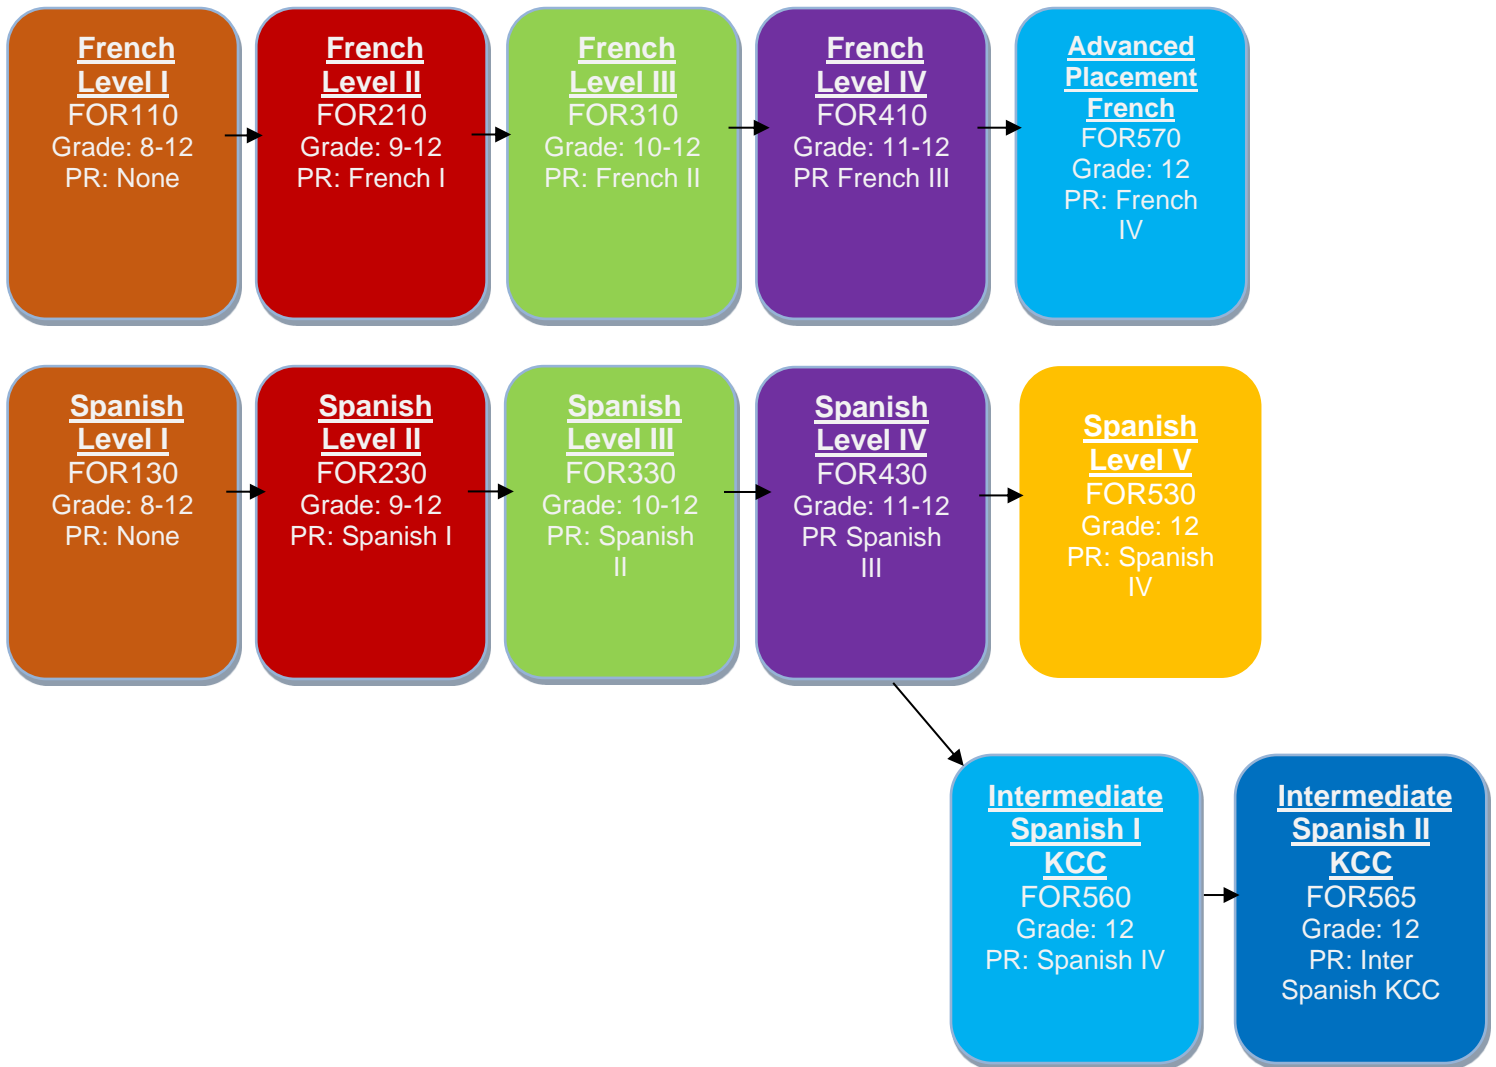 French
Level I
FOR110
Grade: 8-12
PR: None
French
Level II
FOR210
Grade: 9-12
PR: French I
French
Level III
FOR310
Grade: 10-12
PR: French II
French
Level IV
FOR410
Grade: 11-12
PR French III
Advanced
Placement
French
FOR570
Grade: 12
PR: French
IV
Spanish
Level I
FOR130
Grade: 8-12
PR: None
Spanish
Level II
FOR230
Grade: 9-12
PR: Spanish I
Spanish
Level III
FOR330
Grade: 10-12
PR: Spanish
II
Spanish
Level IV
FOR430
Grade: 11-12
PR Spanish
III
Spanish
Level V
FOR530
Grade: 12
PR: Spanish
IV
Intermediate
Spanish I
KCC
FOR560
Grade: 12
PR: Spanish IV
Intermediate
Spanish II
KCC
FOR565
Grade: 12
PR: Inter
Spanish KCC